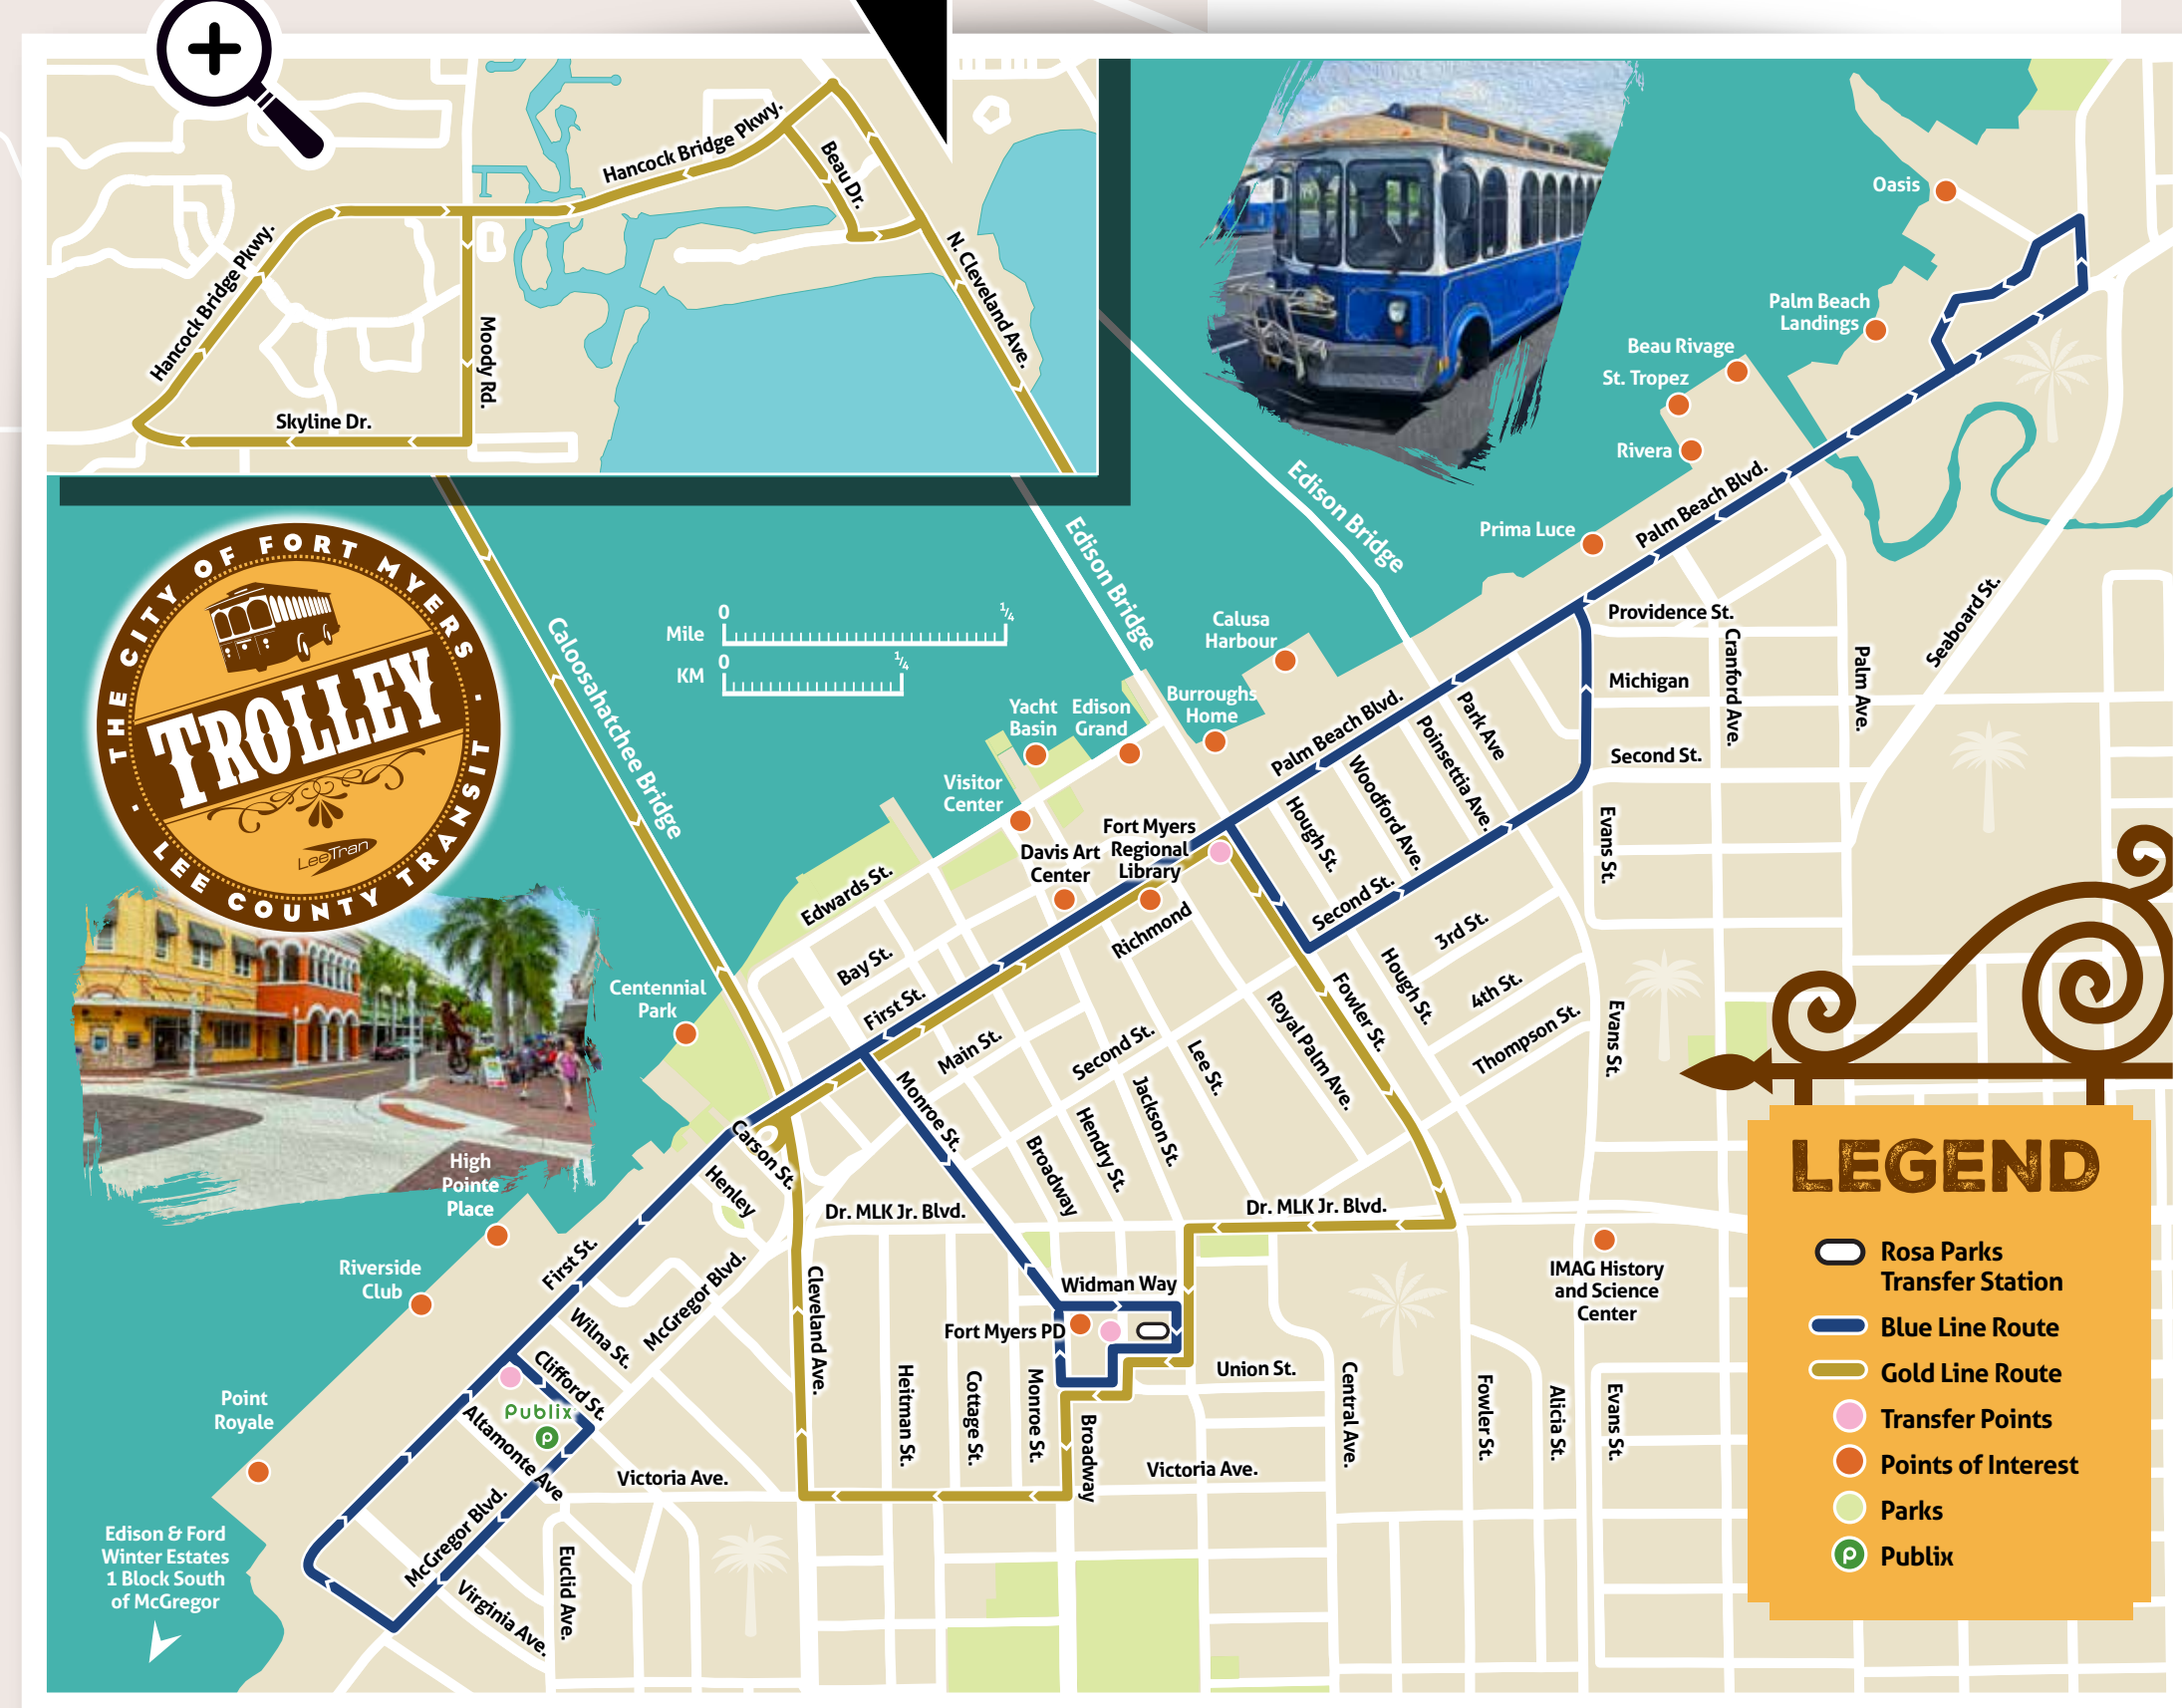 Hancock Bridge Pkwy.
Beau Dr.
Hancock Bridge Pkwy.
N. Cleveland Ave.
Moody Rd.
Skyline Dr.
Oasis
Palm Beach
Landings
Beau Rivage
St. Tropez
Rivera
Palm Beach Blvd.
Prima Luce
Edison Bridge
Edison Bridge
· THE CITY OF FORT MYERS ·
TROLLEY
LeeTran
LEE COUNTY TRANSIT
Caloosahatchee Bridge
Mile
0
1/4
KM
0
1/4
Calusa
Harbour
Providence St.
Cranford Ave.
Palm Ave.
Seaboard St.
Michigan
Second St.
Burroughs
Home
Yacht
Basin
Edison
Grand
Visitor
Center
Palm Beach Blvd.
Park Ave
Poinsettia Ave.
Woodford Ave.
Hough St.
Evans St.
Fort Myers
Regional
Library
Davis Art
Center
Edwards St.
Bay St.
First St.
Richmond
Second St.
3rd St.
4th St.
Thompson St.
Hough St.
Fowler St.
Royal Palm Ave.
Evans St.
Centennial
Park
Main St.
Second St.
Lee St.
Jackson St.
Hendry St.
Broadway
Monroe St.
Carson St.
Henley
High
Pointe
Place
Riverside
Club
First St.
Dr. MLK Jr. Blvd.
Dr. MLK Jr. Blvd.
McGregor Blvd.
Wilna St.
Clifford St.
Publix
Altamonte Ave
McGregor Blvd.
Virginia Ave.
Euclid Ave.
Victoria Ave.
Cleveland Ave.
Heitman St.
Cottage St.
Monroe St.
Broadway
Widman Way
Fort Myers PD
Union St.
Victoria Ave.
Central Ave.
Fowler St.
Alicia St.
Evans St.
IMAG History
and Science
Center
Point
Royale
Edison & Ford
Winter Estates
1 Block South
of McGregor
LEGEND
Rosa Parks
Transfer Station
Blue Line Route
Gold Line Route
Transfer Points
Points of Interest
Parks
Publix